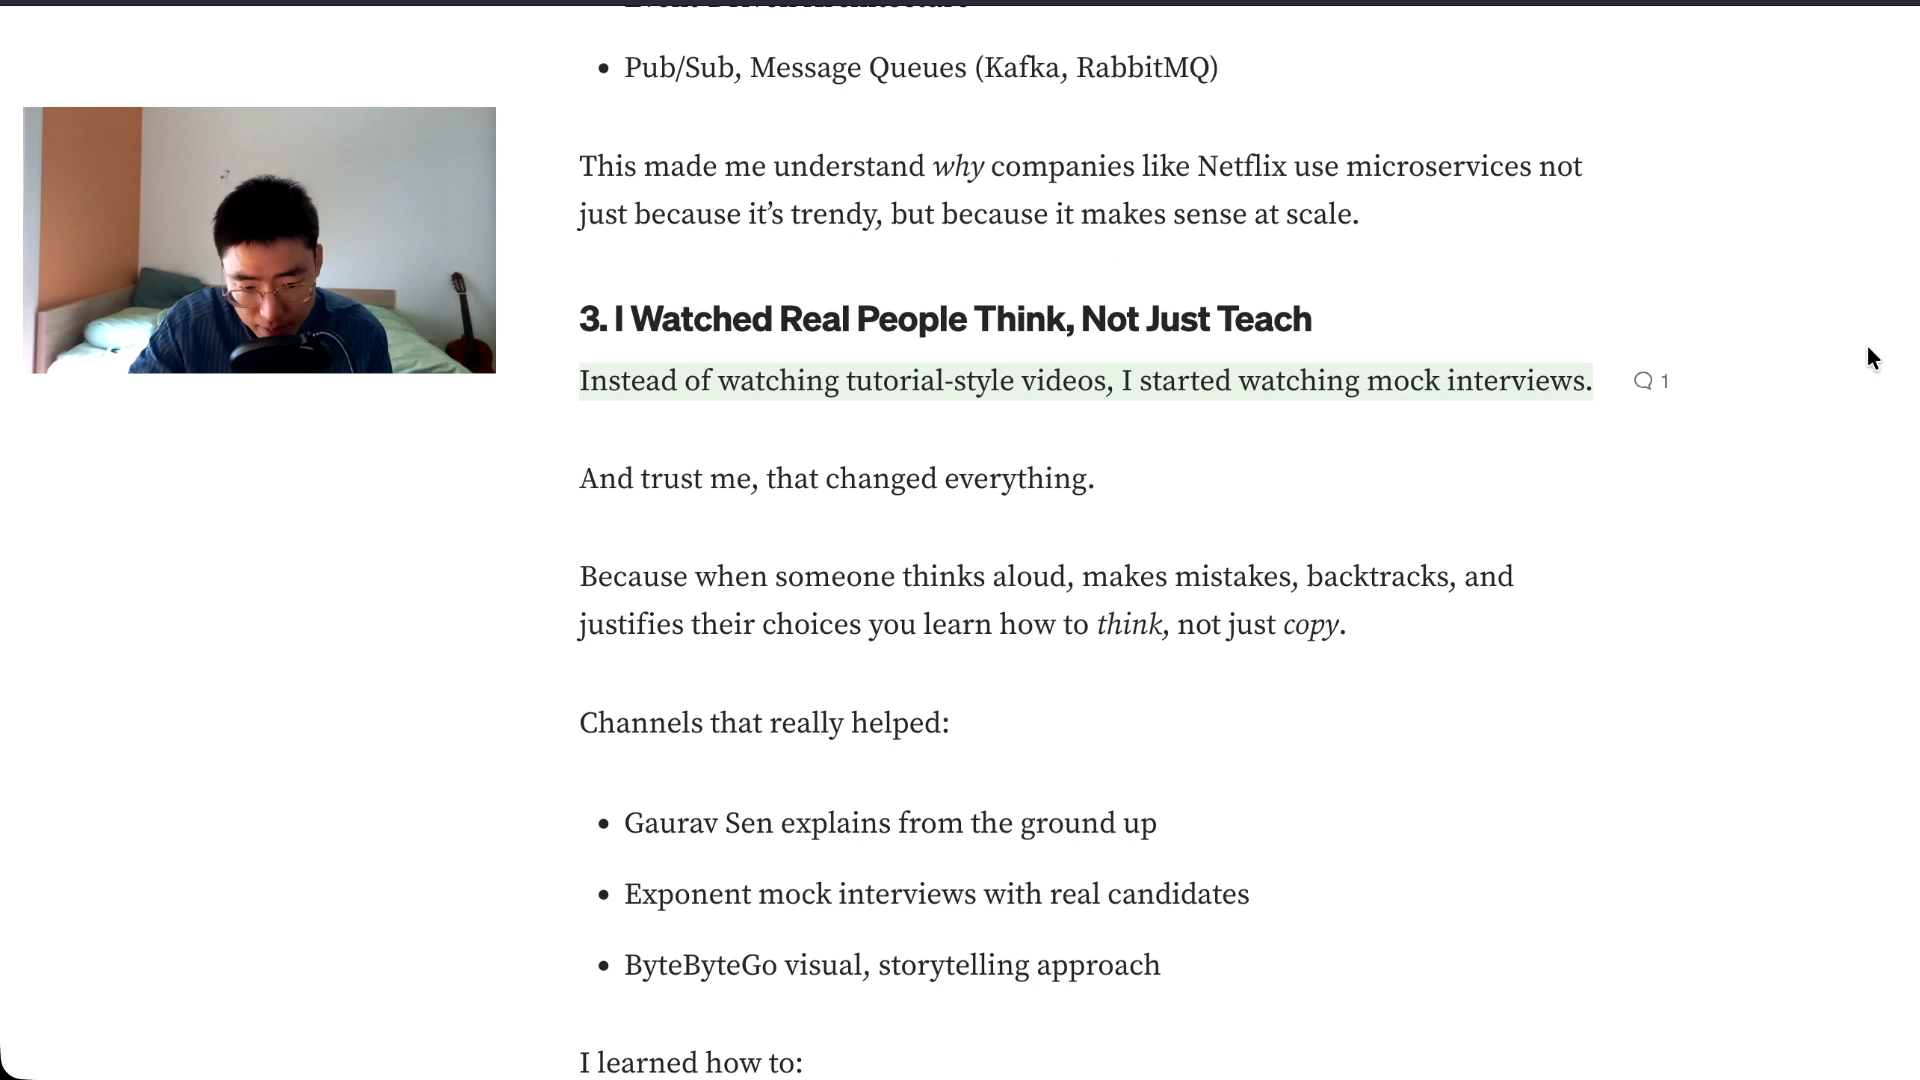 Pub/Sub, Message Queues (Kafka, RabbitMQ)
This made me understand why companies like Netflix use microservices not
just because it’s trendy, but because it makes sense at scale.
3. I Watched Real People Think, Not Just Teach
Instead of watching tutorial-style videos, I started watching mock interviews.
1
And trust me, that changed everything.
Because when someone thinks aloud, makes mistakes, backtracks, and
justifies their choices you learn how to think, not just copy.
Channels that really helped:
Gaurav Sen explains from the ground up
Exponent mock interviews with real candidates
ByteByteGo visual, storytelling approach
I learned how to: